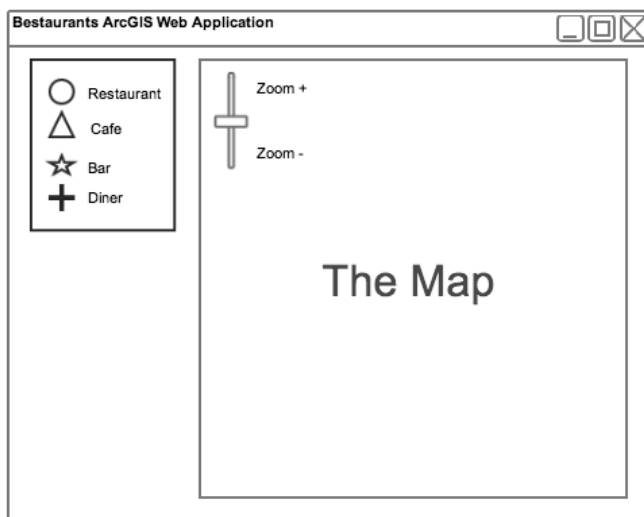 Bestaurants ArcGIS Web Application
Restaurant
Cafe
Bar
Diner
Zoom +
Zoom -
The Map